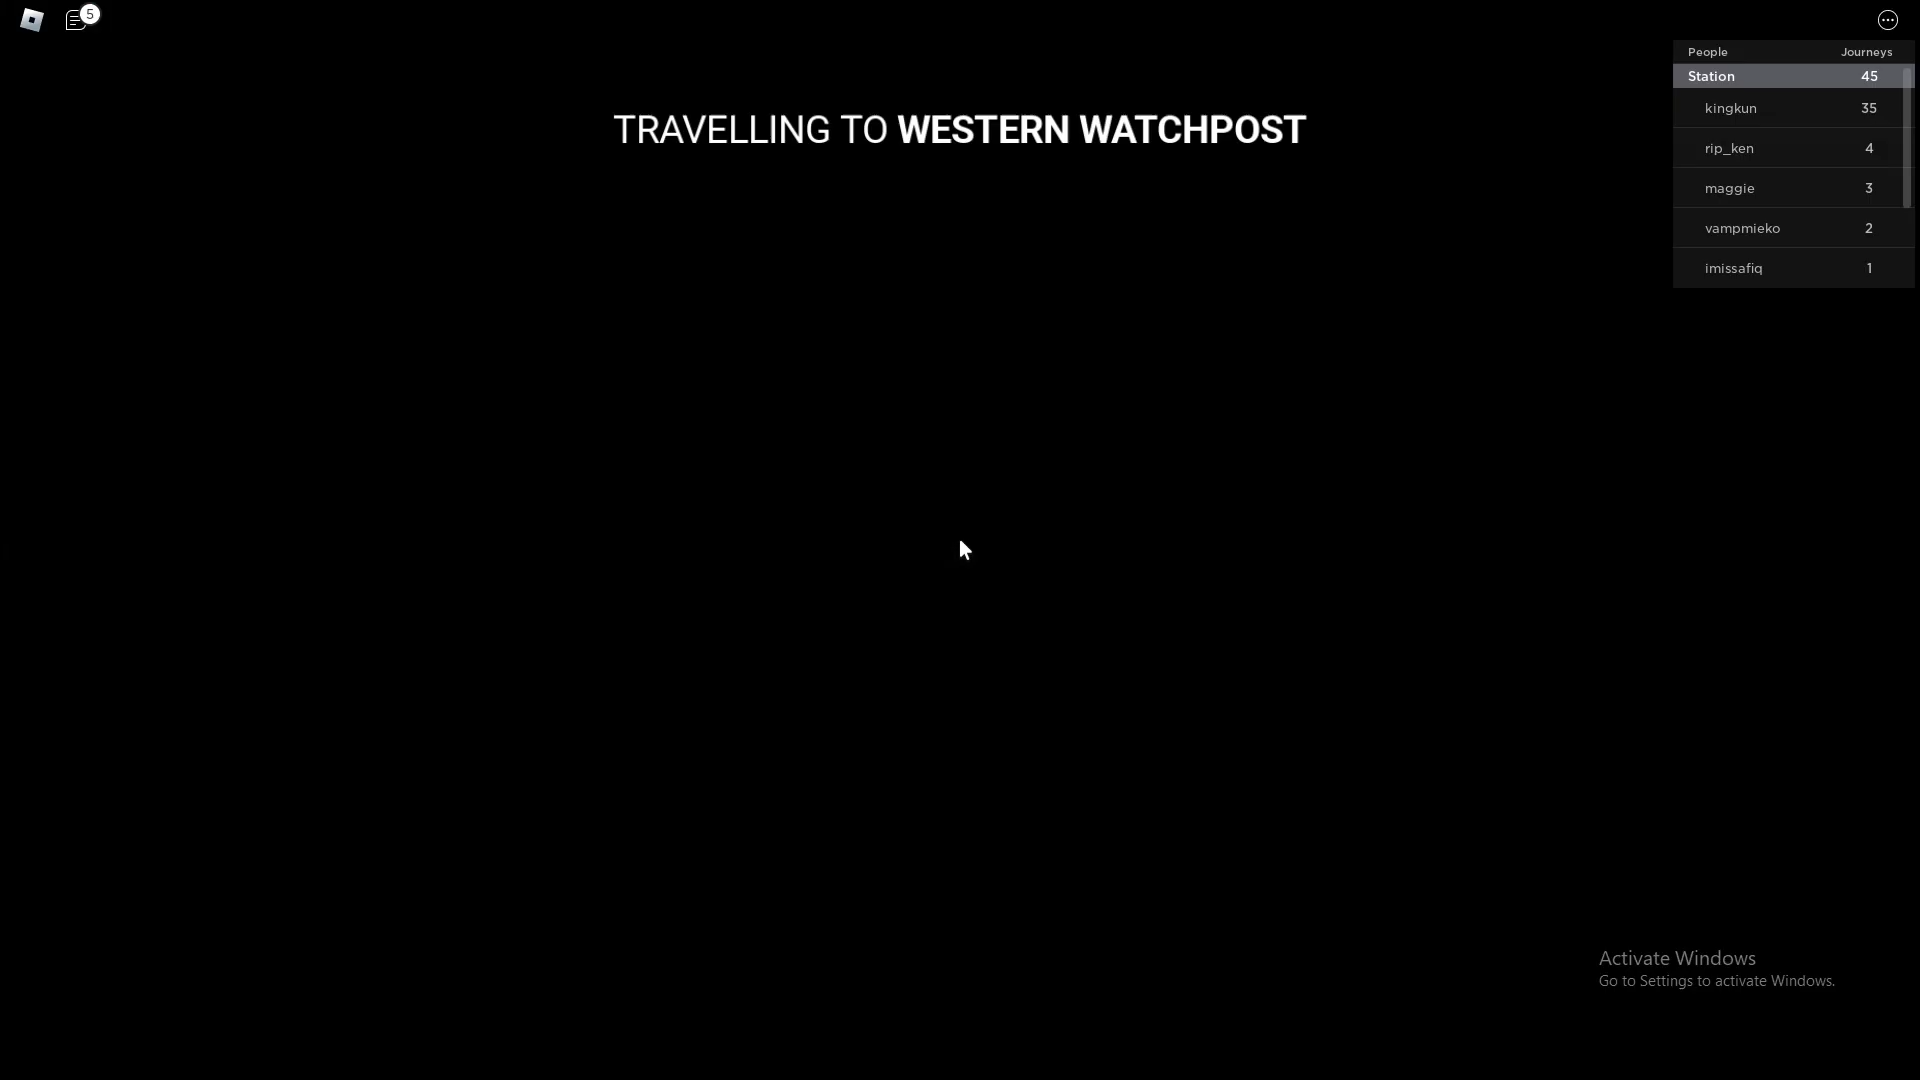 5
TRAVELLING TO WESTERN WATCHPOST
People Journeys
Station 45
kingkun 35
rip_ken 4
maggie 3
vampmieko 2
imissafiq 1
Activate Windows
Go to Settings to activate Windows.